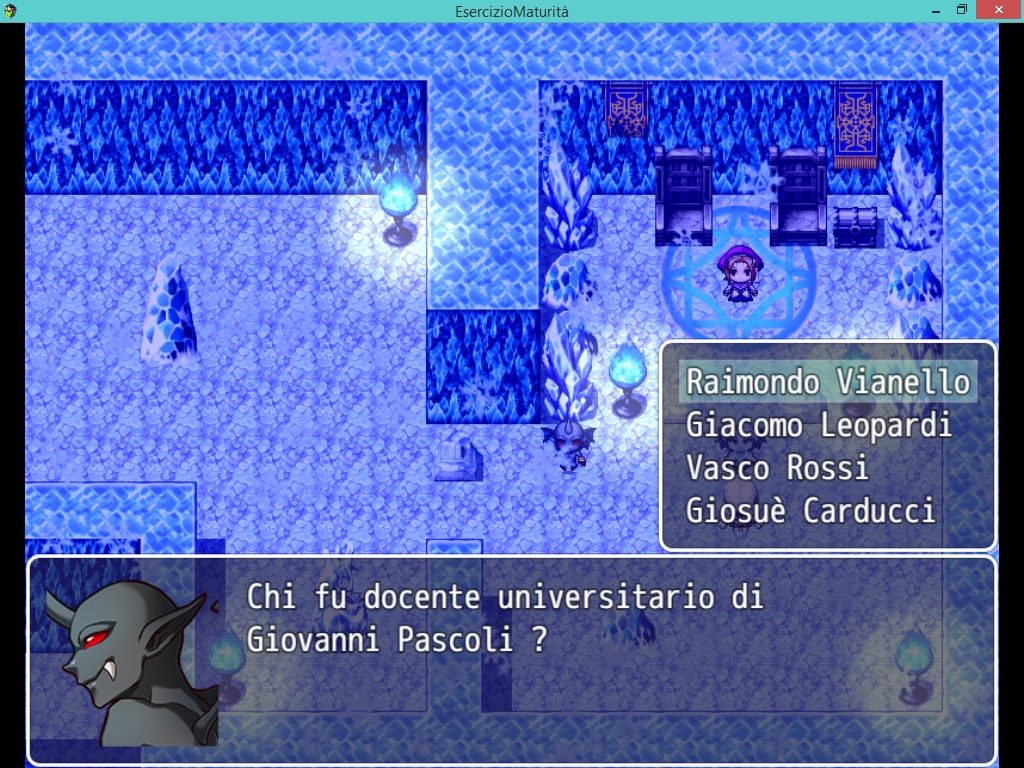 EsercizioMaturità
Raimondo Vianello
Giacomo Leopardi
Vasco Rossi
Giosuè Carducci
Chi fu docente universitario di
Giovanni Pascoli ?